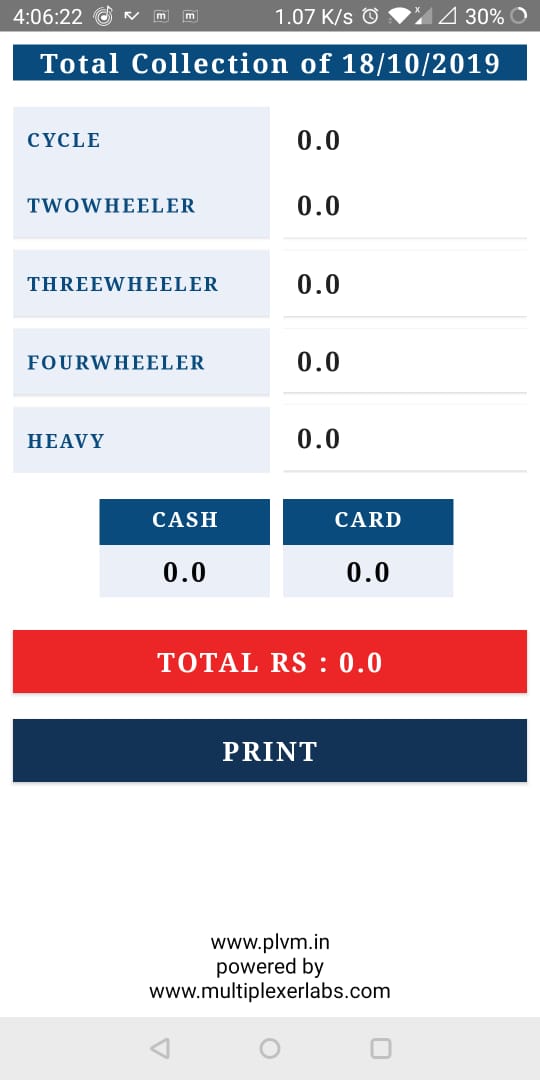 4:06:22 1.07 K/s 30%
Total Collection of 18/10/2019
CYCLE 0.0
TWOWHEELER 0.0
THREEWHEELER 0.0
FOURWHEELER 0.0
HEAVY 0.0
CASH CARD
0.0 0.0
TOTAL RS : 0.0
PRINT
www.plvm.in
powered by
www.multiplexerlabs.com